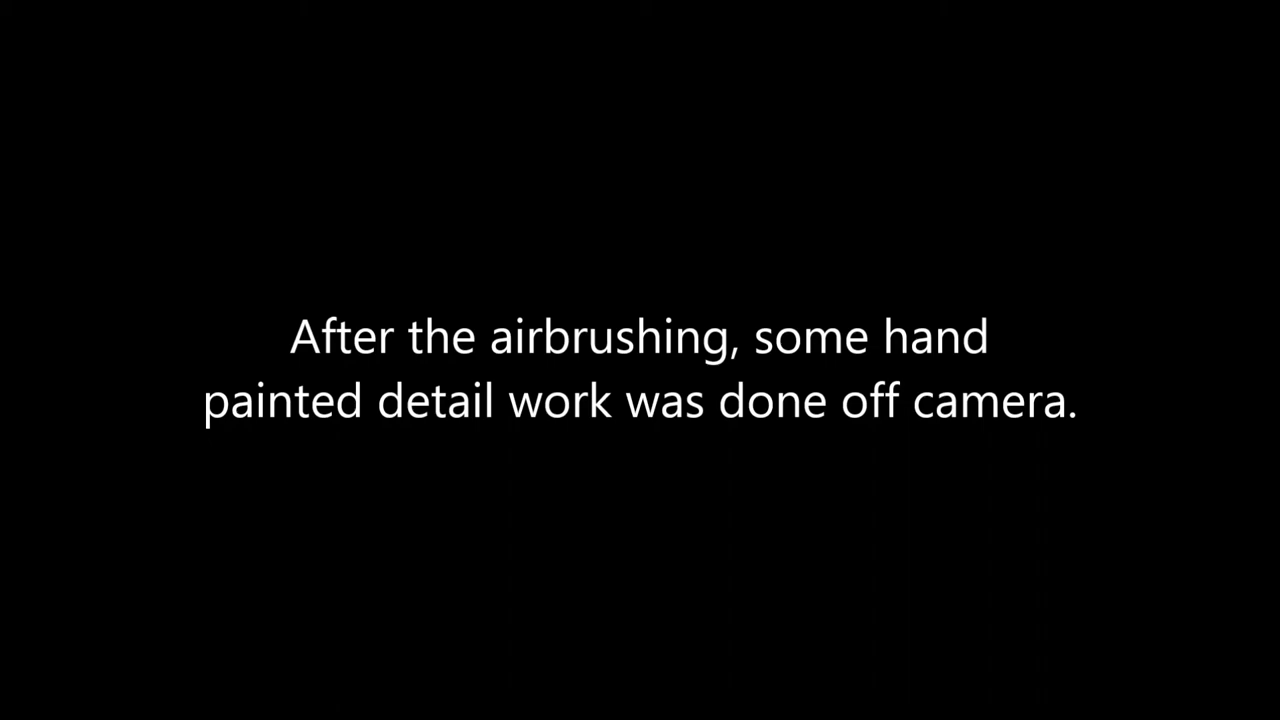 After the airbrushing, some hand
painted detail work was done off camera.